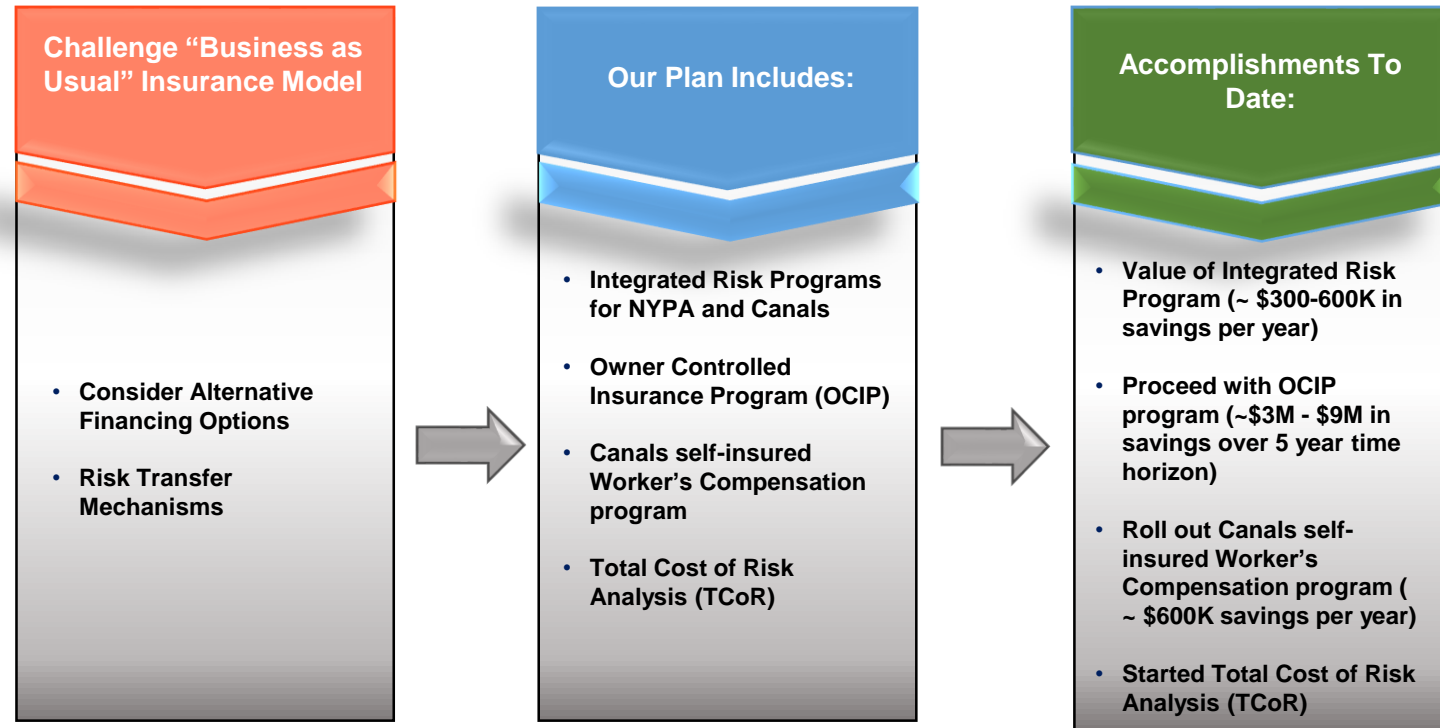 Challenge “Business as
Usual” Insurance Model
• Consider Alternative
Financing Options
• Risk Transfer
Mechanisms
Our Plan Includes:
• Integrated Risk Programs
for NYPA and Canals
• Owner Controlled
Insurance Program (OCIP)
• Canals self-insured
Worker’s Compensation
program
• Total Cost of Risk
Analysis (TCoR)
Accomplishments To
Date:
• Value of Integrated Risk
Program (~ $300-600K in
savings per year)
• Proceed with OCIP
program (~$3M - $9M in
savings over 5 year time
horizon)
• Roll out Canals self-
insured Worker’s
Compensation program (
~ $600K savings per year)
• Started Total Cost of Risk
Analysis (TCoR)